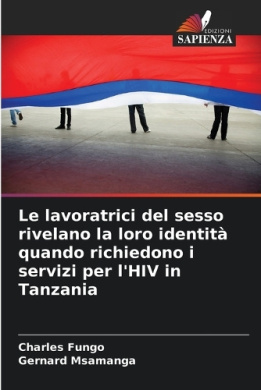 EDIZIONI
SAPIENZA
Le lavoratrici del sesso
rivelano la loro identità
quando richiedono i
servizi per l'HIV in
Tanzania
Charles Fungo
Gernard Msamanga